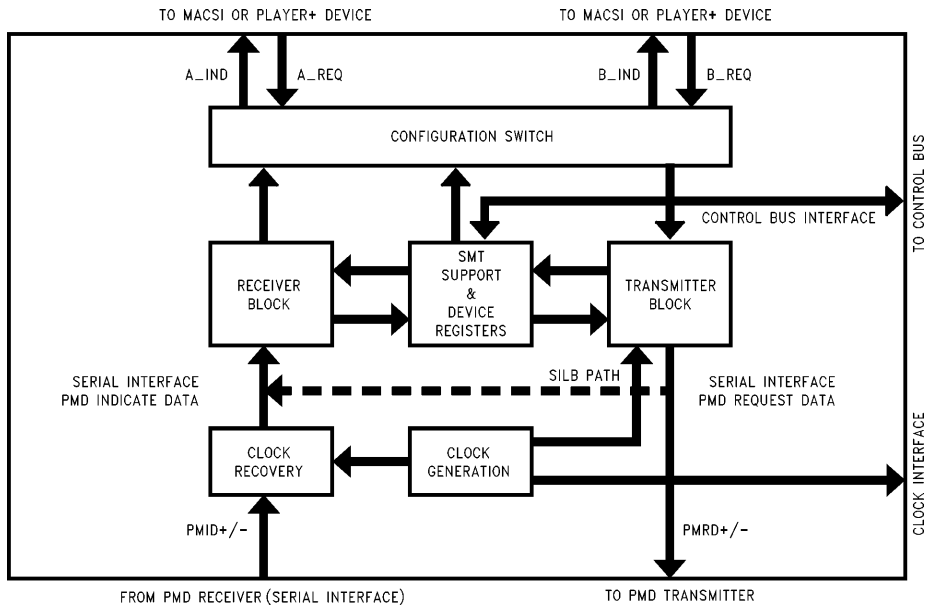 TO MACSI OR PLAYER+ DEVICE
TO MACSI OR PLAYER+ DEVICE
A_IND
A_REQ
B_IND
B_REQ
CONFIGURATION SWITCH
TO CONTROL BUS
CONTROL BUS INTERFACE
RECEIVER
BLOCK
SMT
SUPPORT
&
DEVICE
REGISTERS
TRANSMITTER
BLOCK
SERIAL INTERFACE
PMD INDICATE DATA
SILB PATH
SERIAL INTERFACE
PMD REQUEST DATA
CLOCK
RECOVERY
CLOCK
GENERATION
CLOCK INTERFACE
PMID+/-
PMRD+/-
FROM PMD RECEIVER (SERIAL INTERFACE)
TO PMD TRANSMITTER